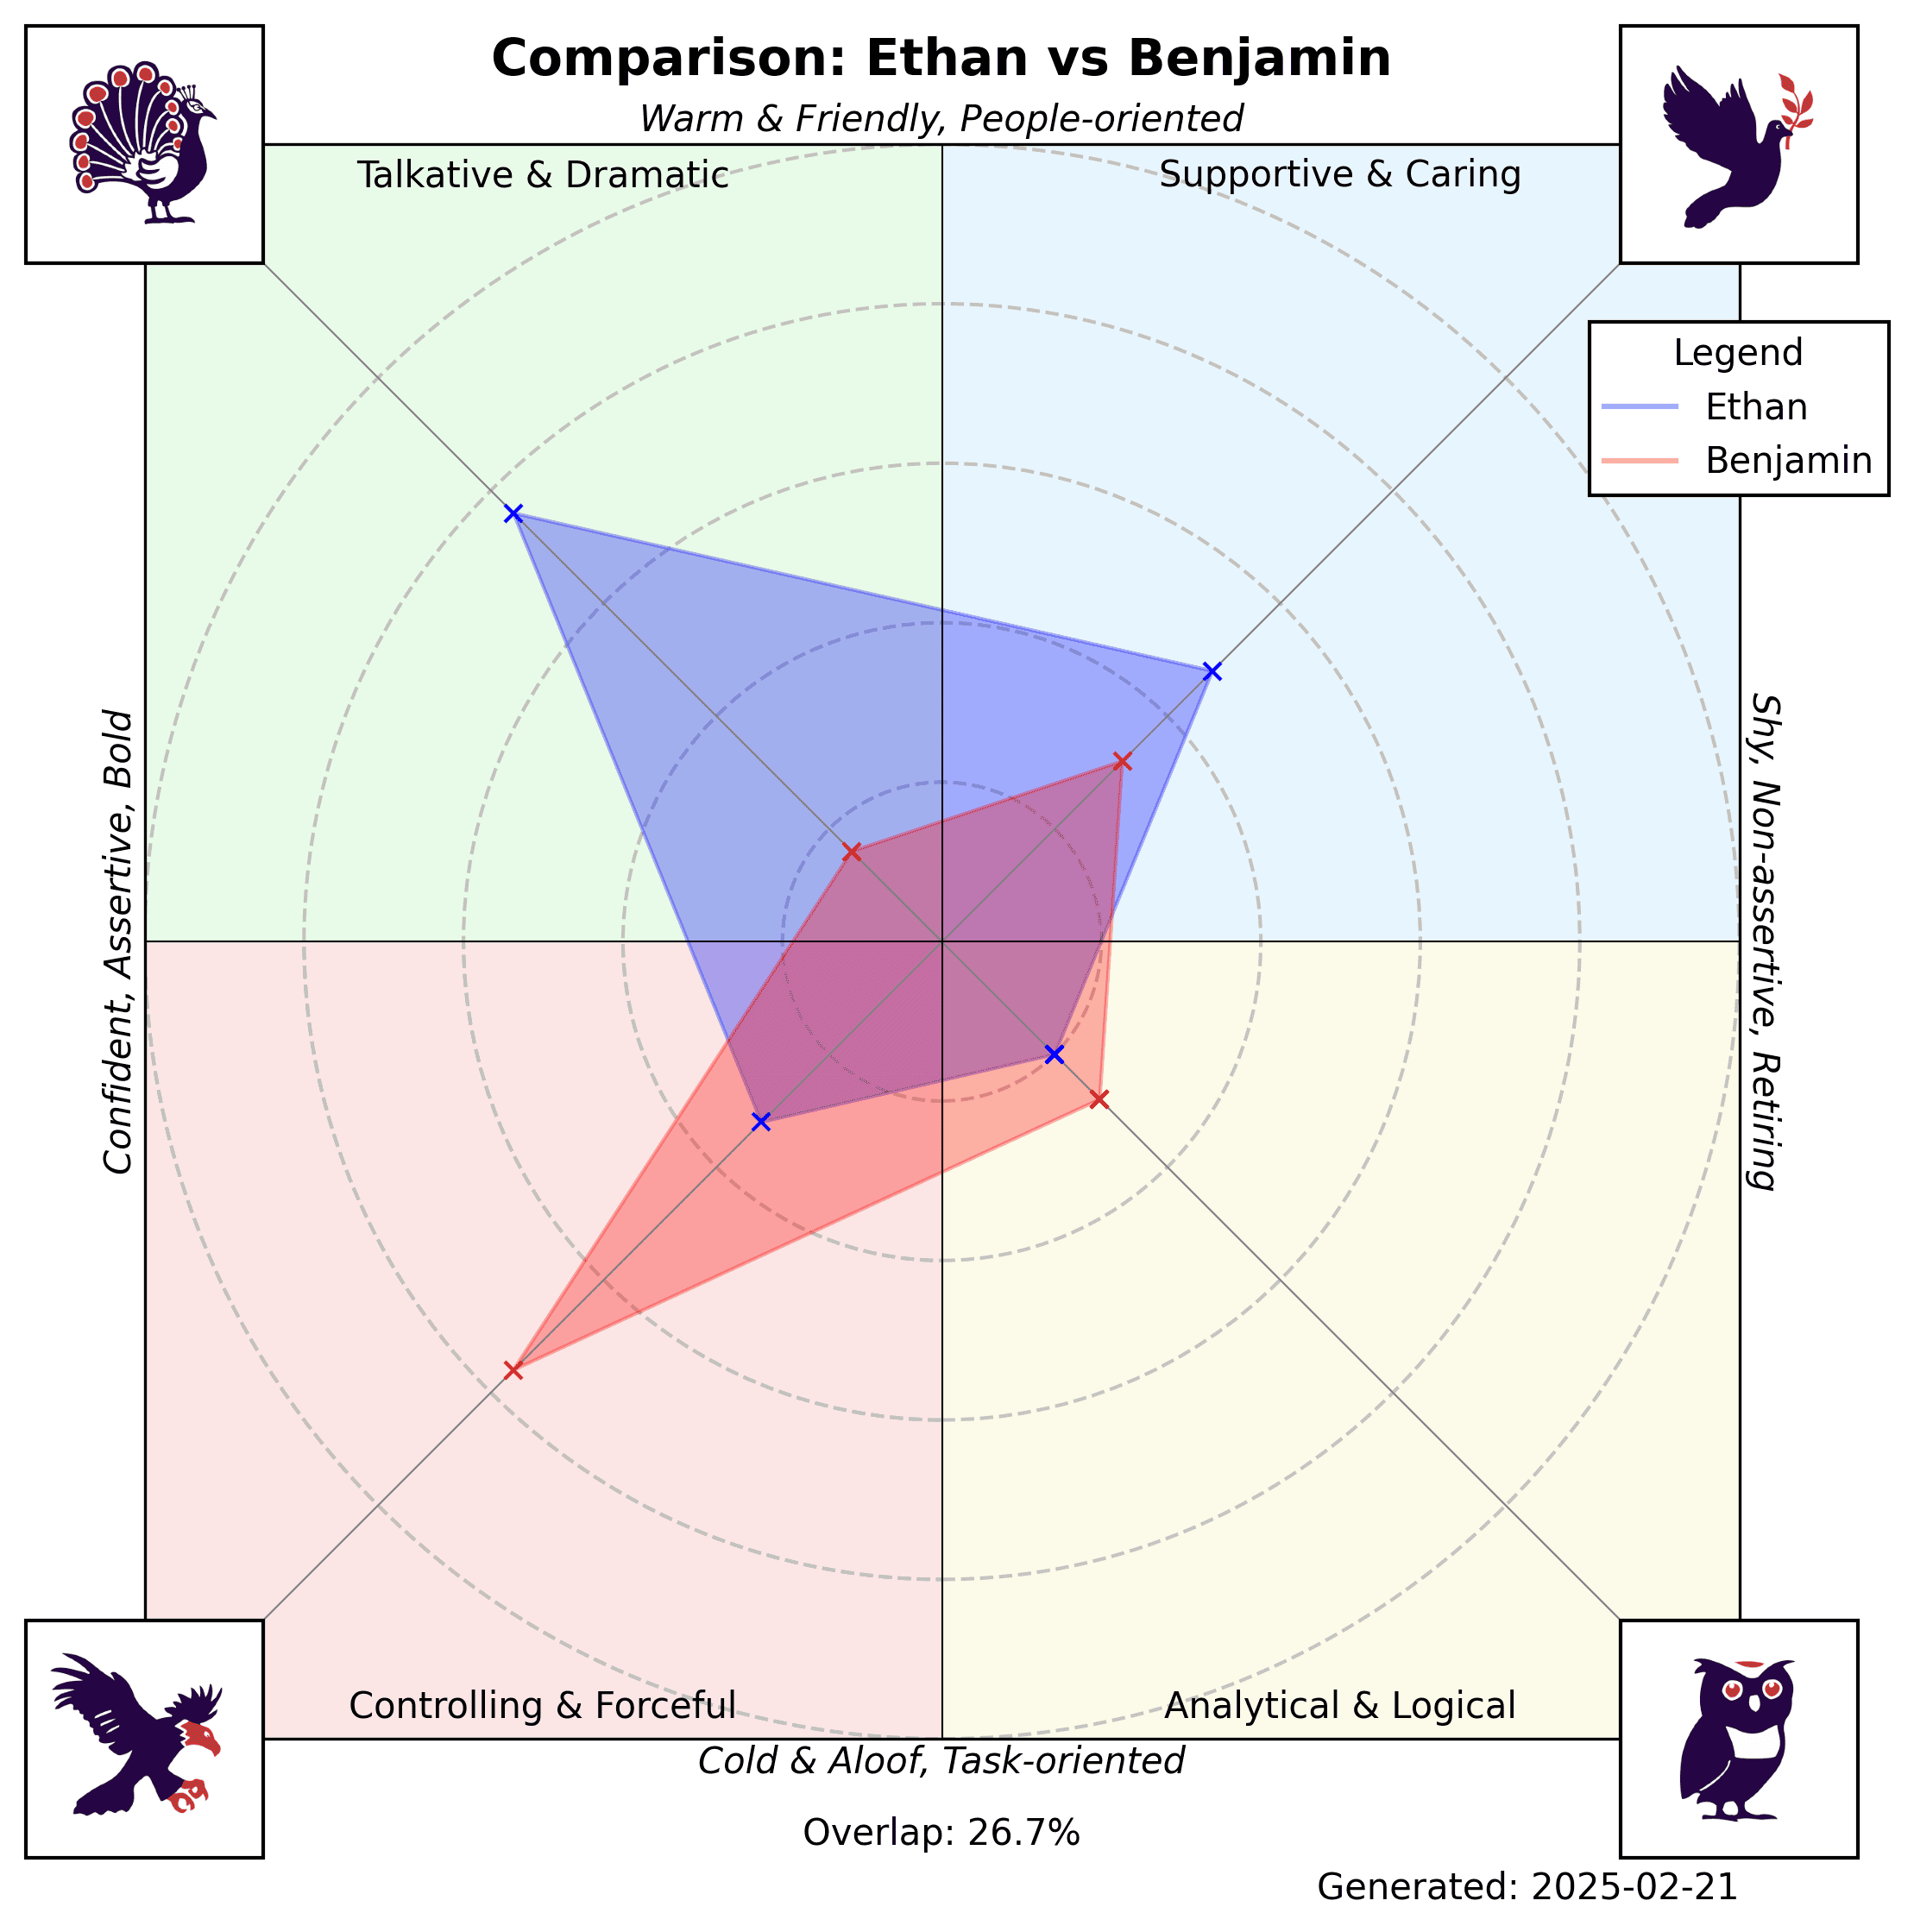 Comparison: Ethan vs Benjamin
Warm & Friendly, People-oriented
Talkative & Dramatic
Supportive & Caring
Legend
Ethan
Benjamin
Confident, Assertive, Bold
Shy, Non-assertive, Retiring
Controlling & Forceful
Analytical & Logical
Cold & Aloof, Task-oriented
Overlap: 26.7%
Generated: 2025-02-21